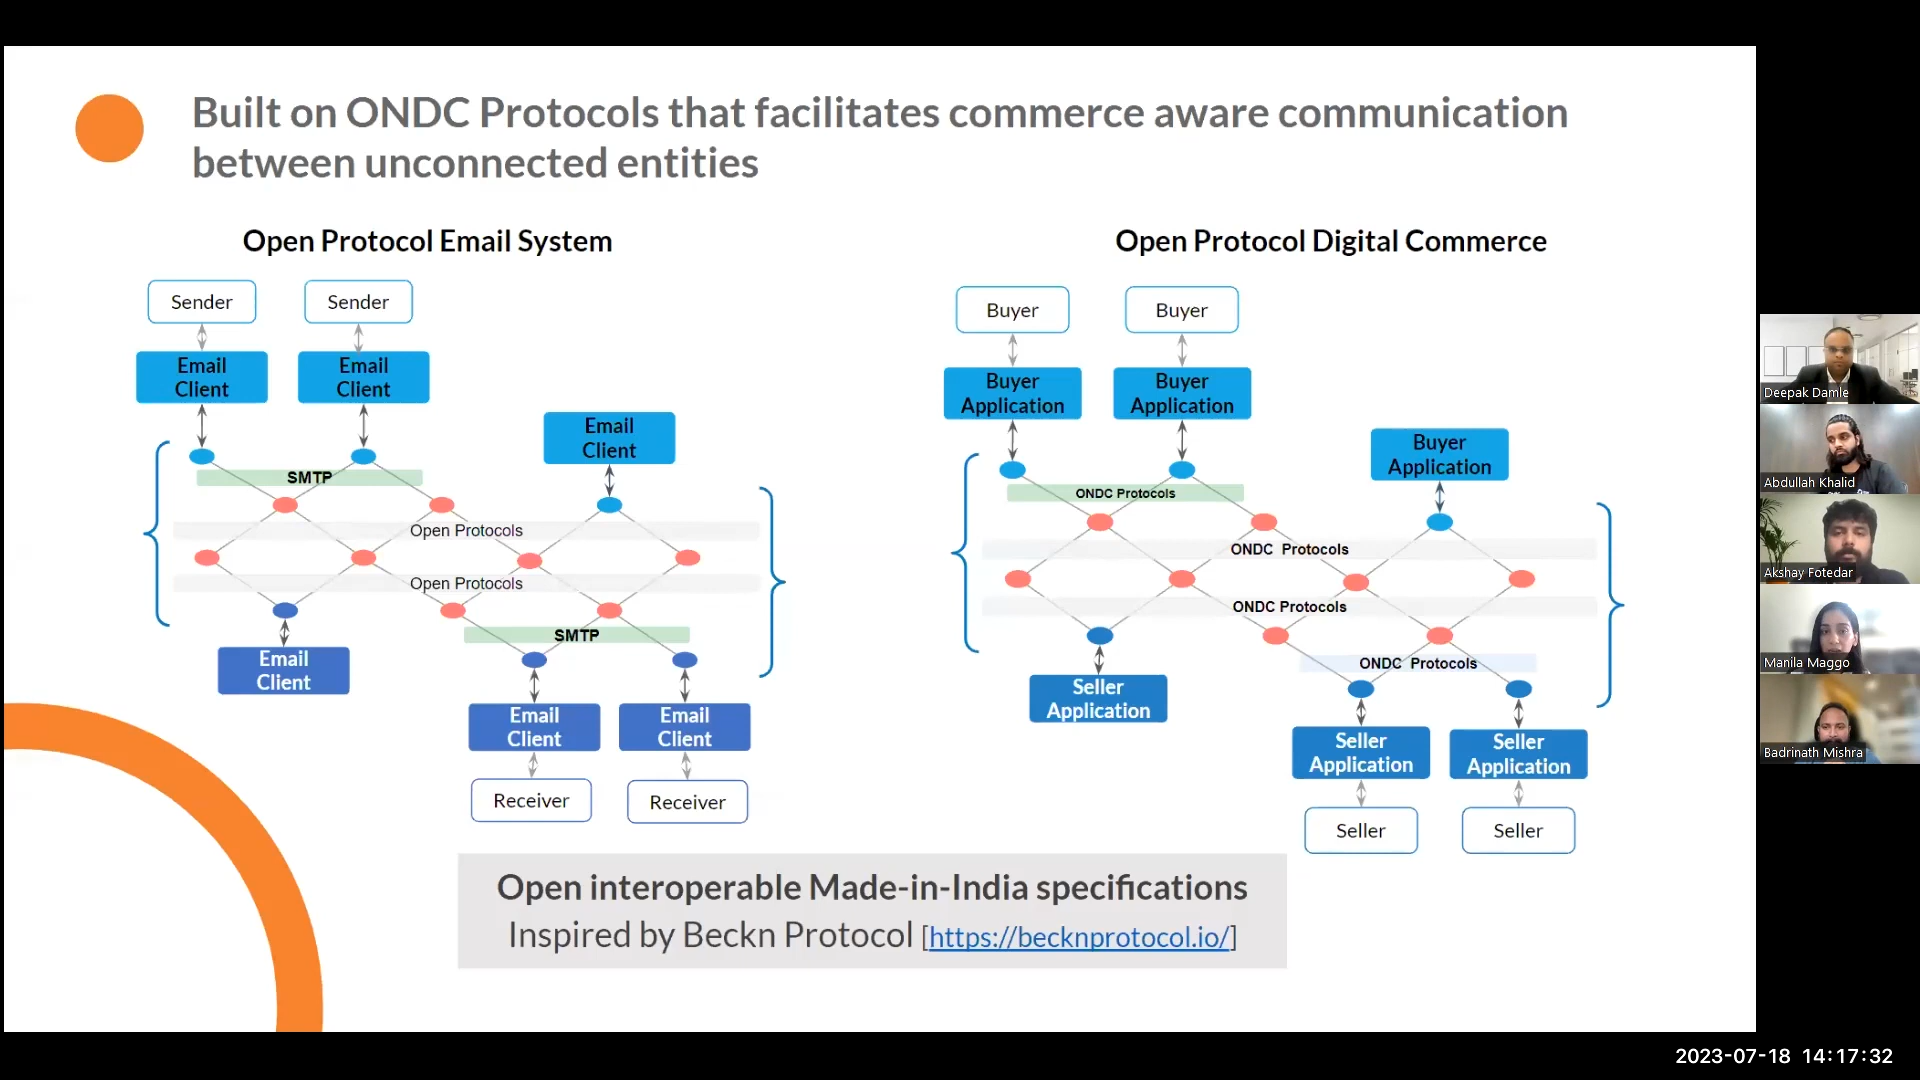 Built on ONDC Protocols that facilitates commerce aware communication
between unconnected entities
Open Protocol Email System
Sender
Sender
Email
Client
Email
Client
Email
Client
SMTP
Open Protocols
Open Protocols
SMTP
Email
Client
Email
Client
Email
Client
Receiver
Receiver
Open Protocol Digital Commerce
Buyer
Buyer
Buyer
Application
Buyer
Application
Buyer
Application
ONDC Protocols
ONDC Protocols
ONDC Protocols
ONDC Protocols
Seller
Application
Seller
Application
Seller
Application
Seller
Seller
Open interoperable Made-in-India specifications
Inspired by Beckn Protocol [https://becknprotocol.io/]
Deepak Damle
Abdullah Khalid
Akshay Fotedar
Manila Maggo
Badrinath Mishra
2023-07-18 14:17:32